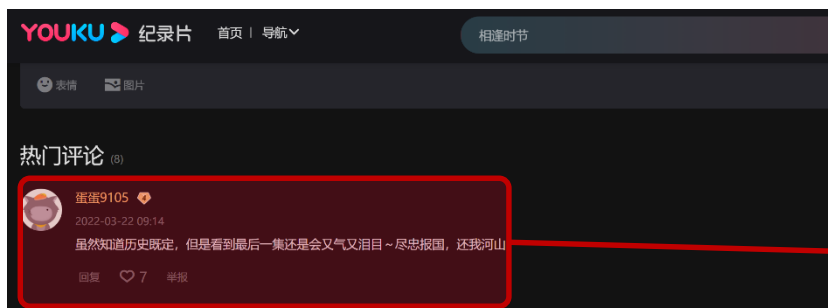 YOUKU 纪录片 首页 | 导航 相逢时节
表情 图片
热门评论 (8)
蛋蛋9105 4
2022-03-22 09:14
虽然知道历史既定，但是看到最后一集还是会又气又泪目~尽忠报国，还我河山
回复 7 举报